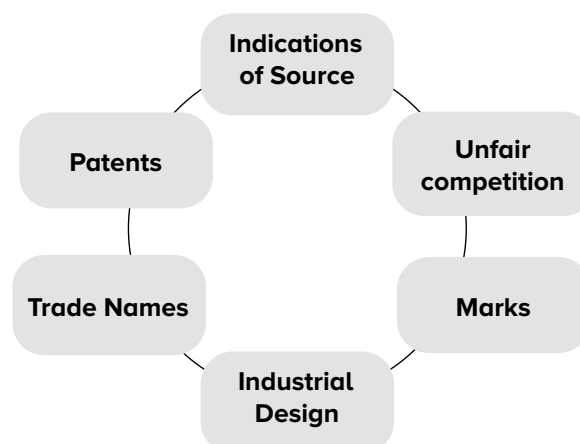 Indications
of Source
Unfair
competition
Marks
Industrial
Design
Trade Names
Patents